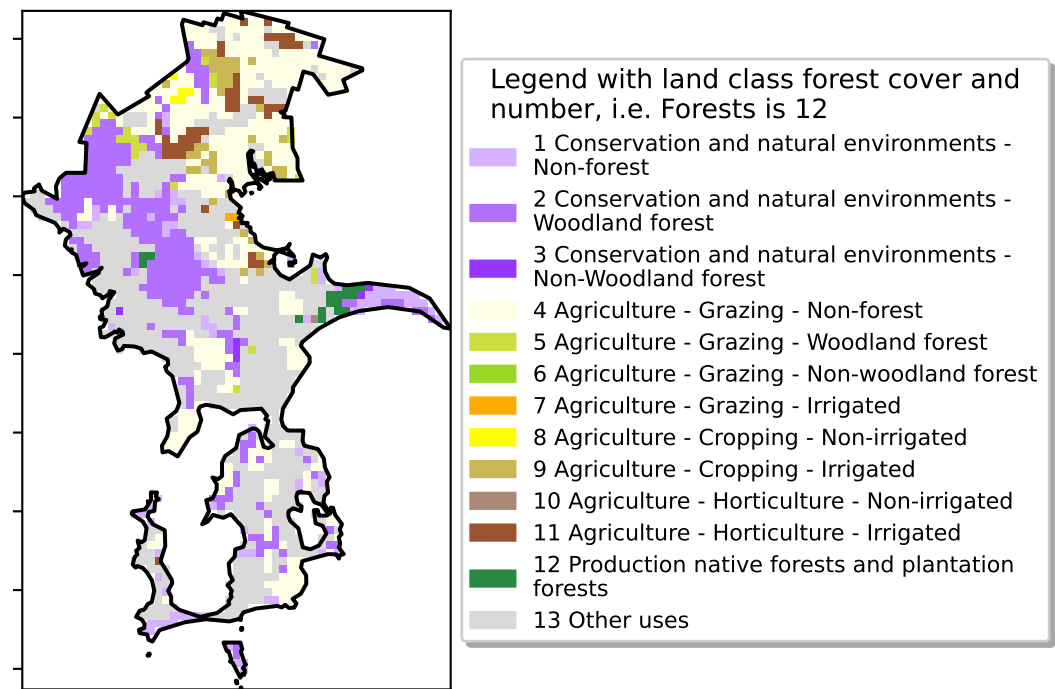 Legend with land class forest cover and
number, i.e. Forests is 12
1 Conservation and natural environments -
Non-forest
2 Conservation and natural environments -
Woodland forest
3 Conservation and natural environments -
Non-Woodland forest
4 Agriculture - Grazing - Non-forest
5 Agriculture - Grazing - Woodland forest
6 Agriculture - Grazing - Non-woodland forest
7 Agriculture - Grazing - Irrigated
8 Agriculture - Cropping - Non-irrigated
9 Agriculture - Cropping - Irrigated
10 Agriculture - Horticulture - Non-irrigated
11 Agriculture - Horticulture - Irrigated
12 Production native forests and plantation
forests
13 Other uses